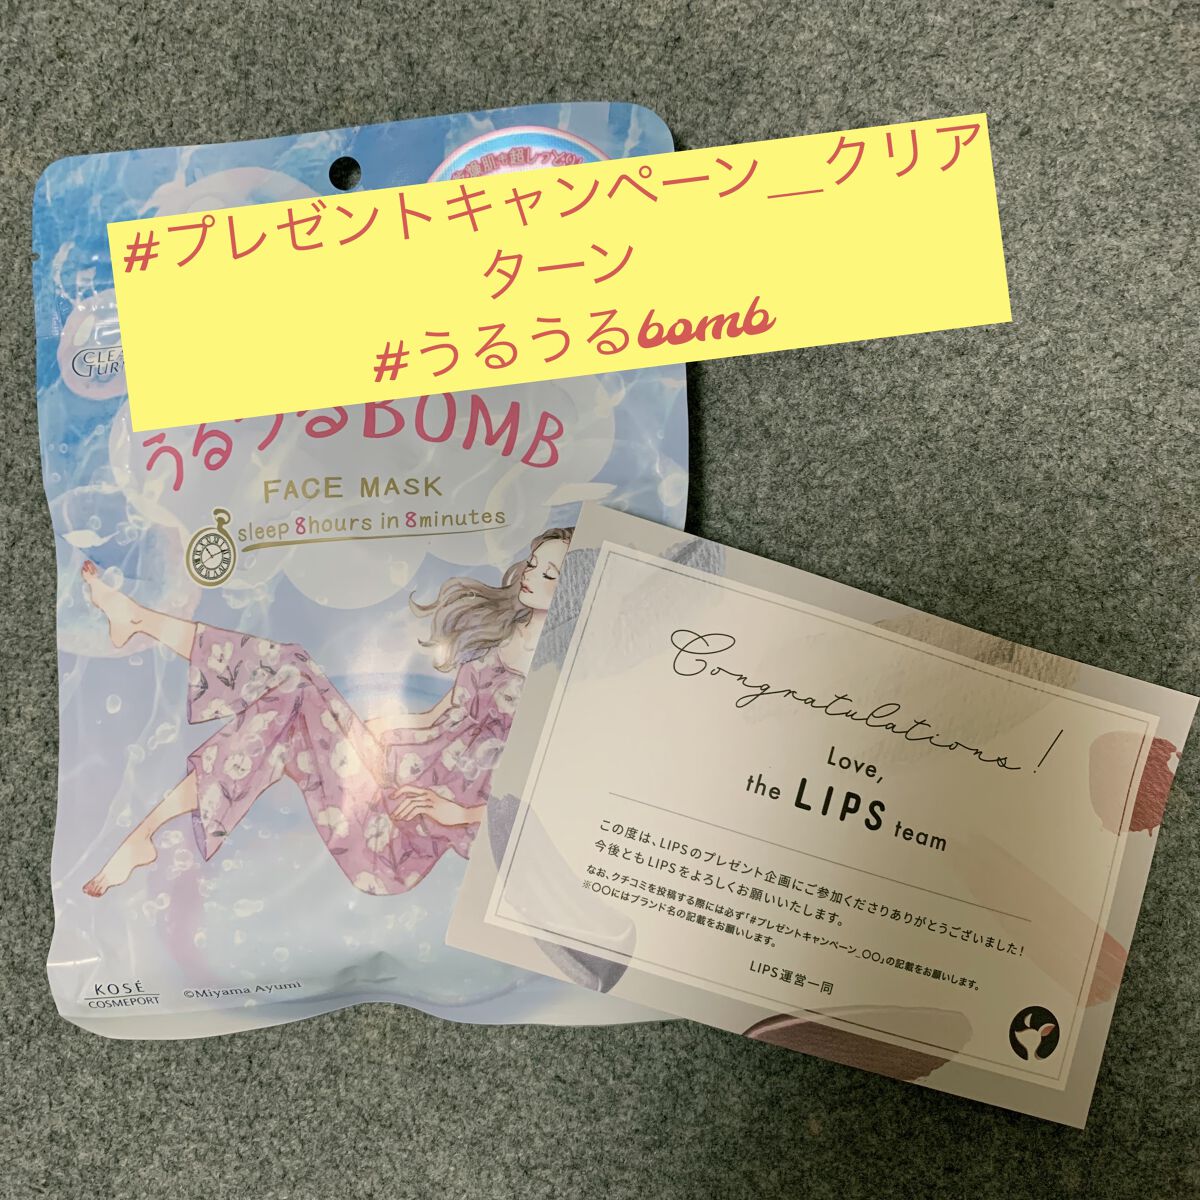 #プレゼントキャンペーン_クリア
ターン
#うるうるbomb
肌も超しっとり
CLEA
TUR
うるうるBOMB
FACE MASK
sleep 8hours in 8minutes
KOSÉ
COSMEPORT
©Miyama Ayumi
Congratulations!
Love,
the LIPS team
この度は、LIPSのプレゼント企画にご参加くださりありがとうございました!
今後ともLIPSをよろしくお願いいたします。
なお、クチコミを投稿する際には必ず「#プレゼントキャンペーン_〇〇」の記載をお願いします。
※〇〇にはブランド名の記載をお願いします。
LIPS運営一同